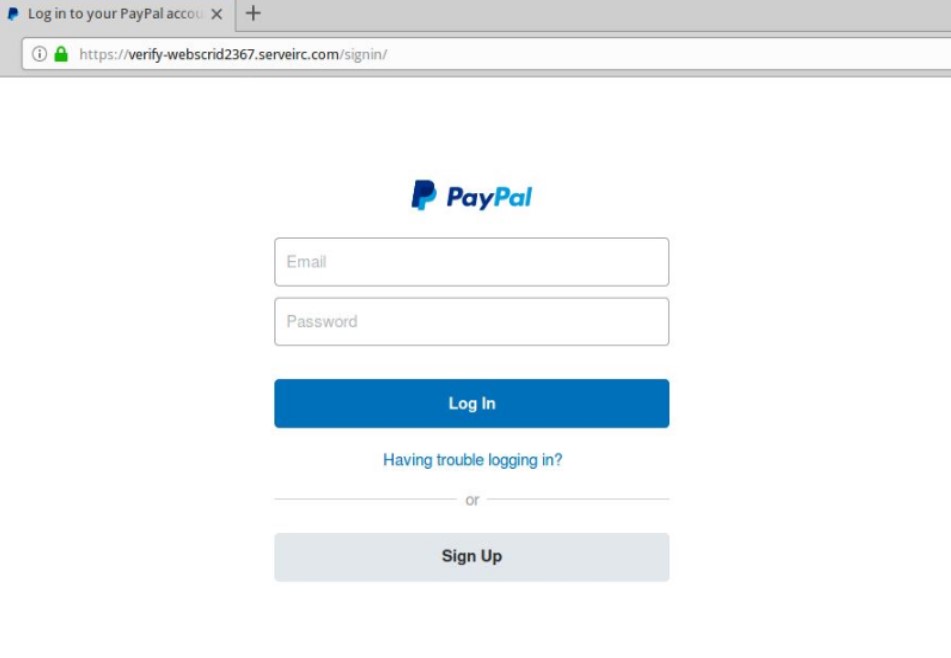 Log in to your PayPal accou
https://verify-webscrid2367.serveirc.com/signin/
PayPal
Email
Password
Log In
Having trouble logging in?
or
Sign Up